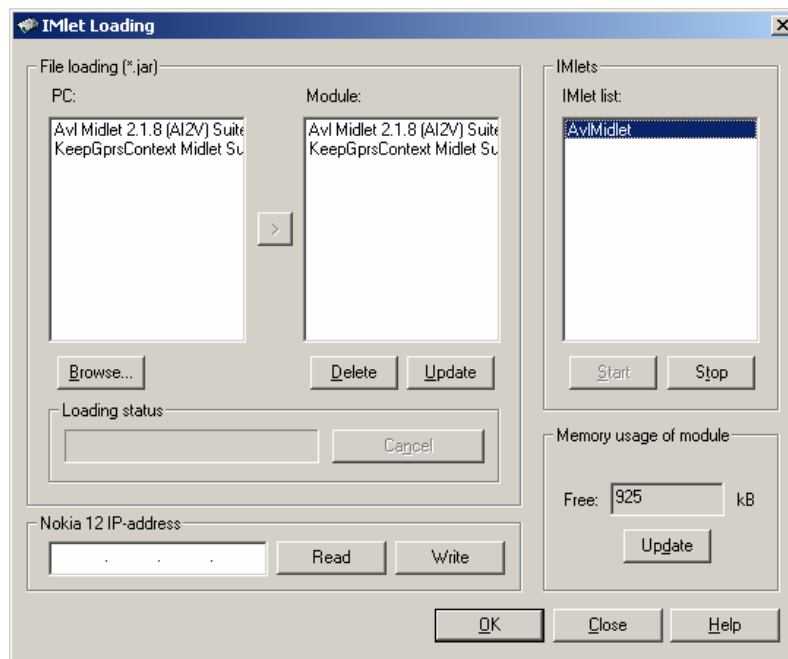 IMlet Loading
File loading (*.jar)
PC:
Module:
Avl Midlet 2.1.8 (AI2V) Suite
KeepGprsContext Midlet Su
>
Avl Midlet 2.1.8 (AI2V) Suite
KeepGprsContext Midlet Su
Browse...
Delete
Update
Loading status
Cancel
Nokia 12 IP-address
. . .
Read
Write
IMlets
IMlet list:
AvlMidlet
Start
Stop
Memory usage of module
Free: 925 kB
Update
OK
Close
Help